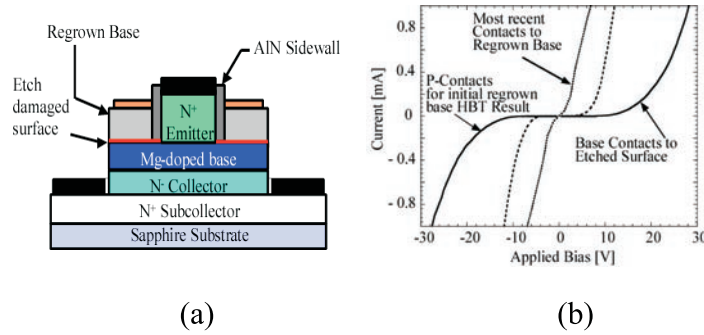 Regrown Base
AlN Sidewall
Etch
damaged
surface
N⁺
Emitter
Mg-doped base
N⁻ Collector
N⁺ Subcollector
Sapphire Substrate
(a)
Most recent
Contacts to
Regrown Base
P-Contacts
for initial regrown
base HBT Result
Base Contacts to
Etched Surface
Current [mA]
0.8
0.4
0
- 0.4
- 0.8
-30
-20
-10
0
10
20
30
Applied Bias [V]
(b)